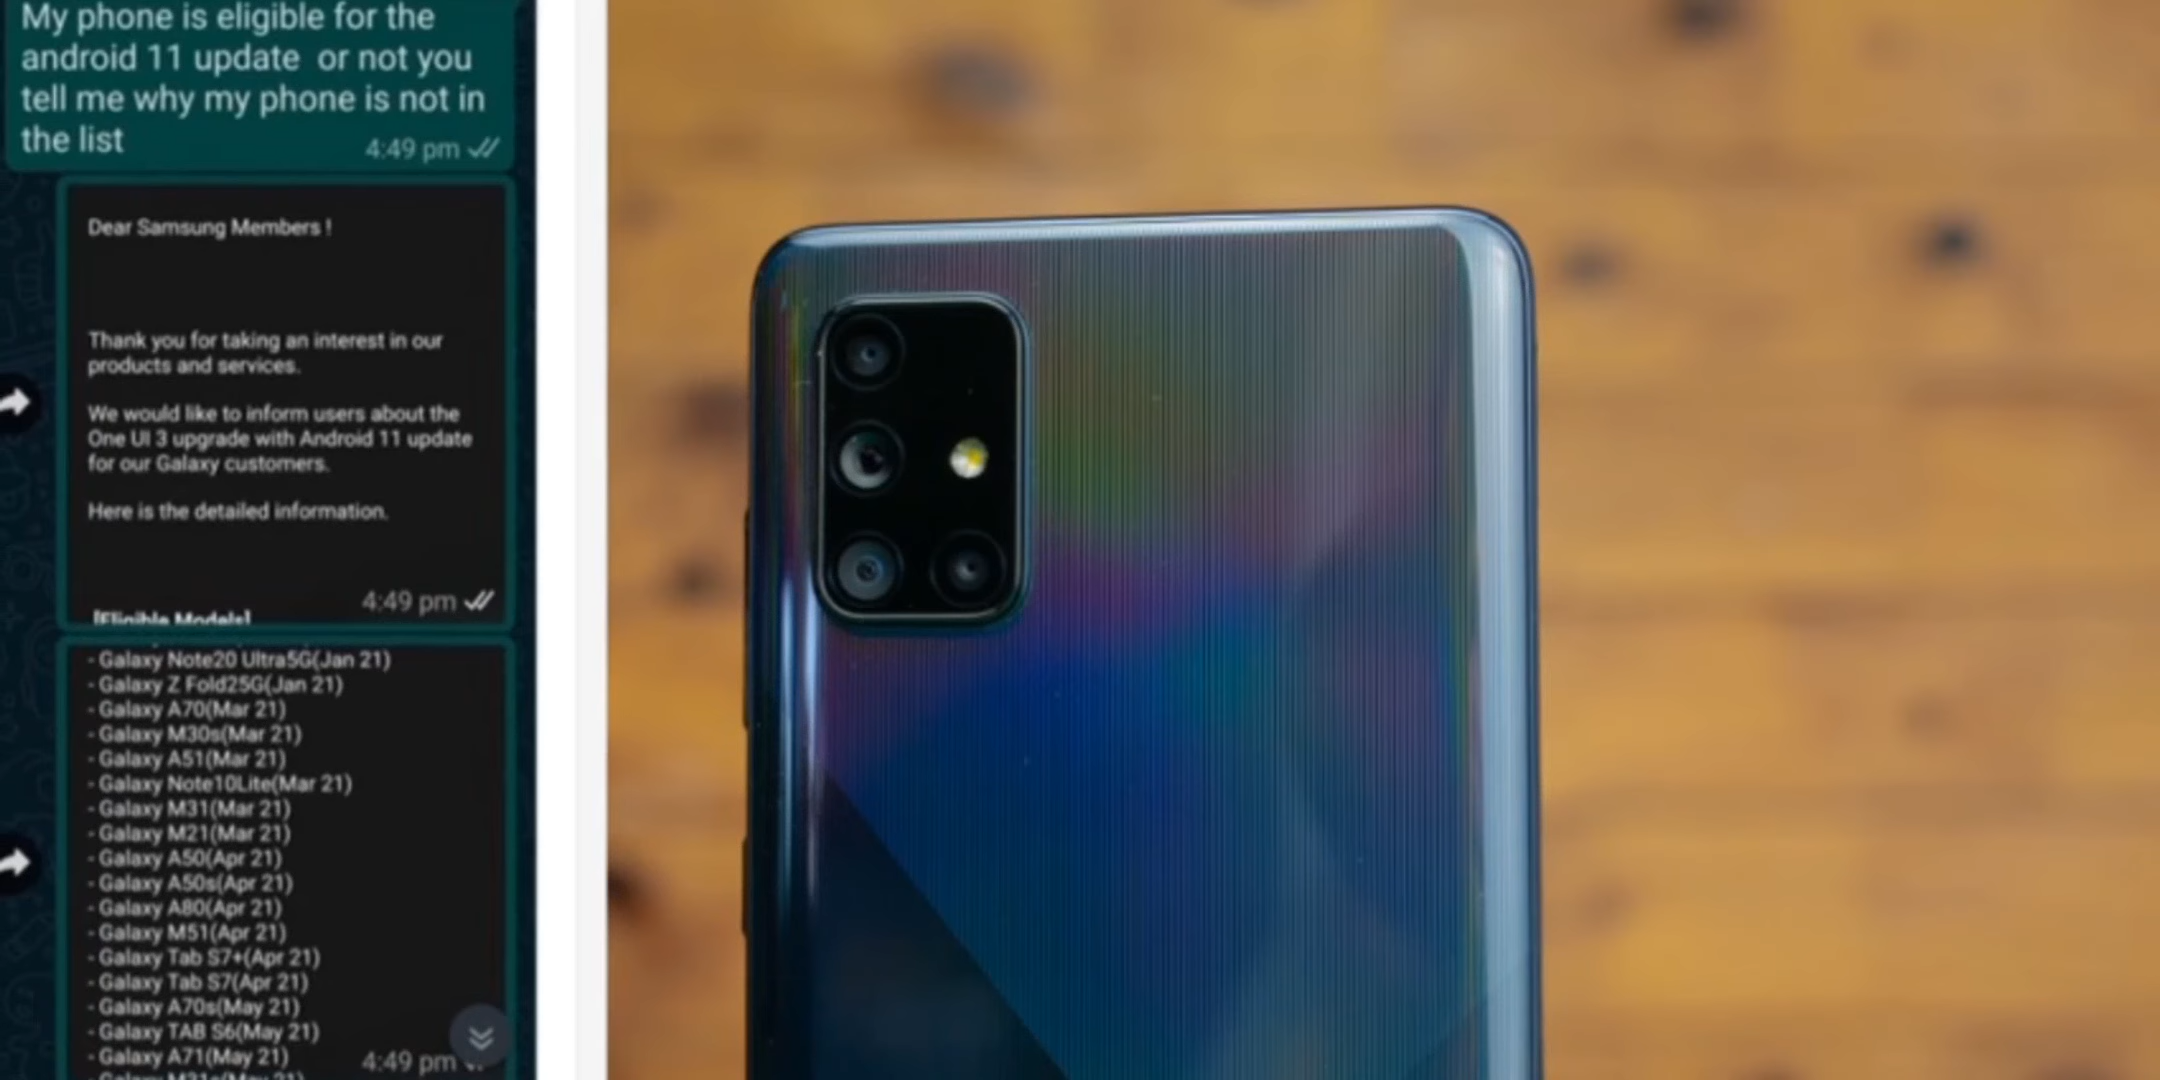 My phone is eligible for the
android 11 update or not you
tell me why my phone is not in
the list
4:49 pm
Dear Samsung Members !
Thank you for taking an interest in our
products and services.
We would like to inform users about the
One UI 3 upgrade with Android 11 update
for our Galaxy customers.
Here is the detailed information.
4:49 pm
[Eligible Models]
- Galaxy Note20 Ultra5G(Jan 21)
- Galaxy Z Fold25G(Jan 21)
- Galaxy A70(Mar 21)
- Galaxy M30s(Mar 21)
- Galaxy A51(Mar 21)
- Galaxy Note10Lite(Mar 21)
- Galaxy M31(Mar 21)
- Galaxy M21(Mar 21)
- Galaxy A50(Apr 21)
- Galaxy A50s(Apr 21)
- Galaxy A80(Apr 21)
- Galaxy M51(Apr 21)
- Galaxy Tab S7+(Apr 21)
- Galaxy Tab S7(Apr 21)
- Galaxy A70s(May 21)
- Galaxy TAB S6(May 21)
- Galaxy A71(May 21)
4:49 pm
- Galaxy M31s(May 21)